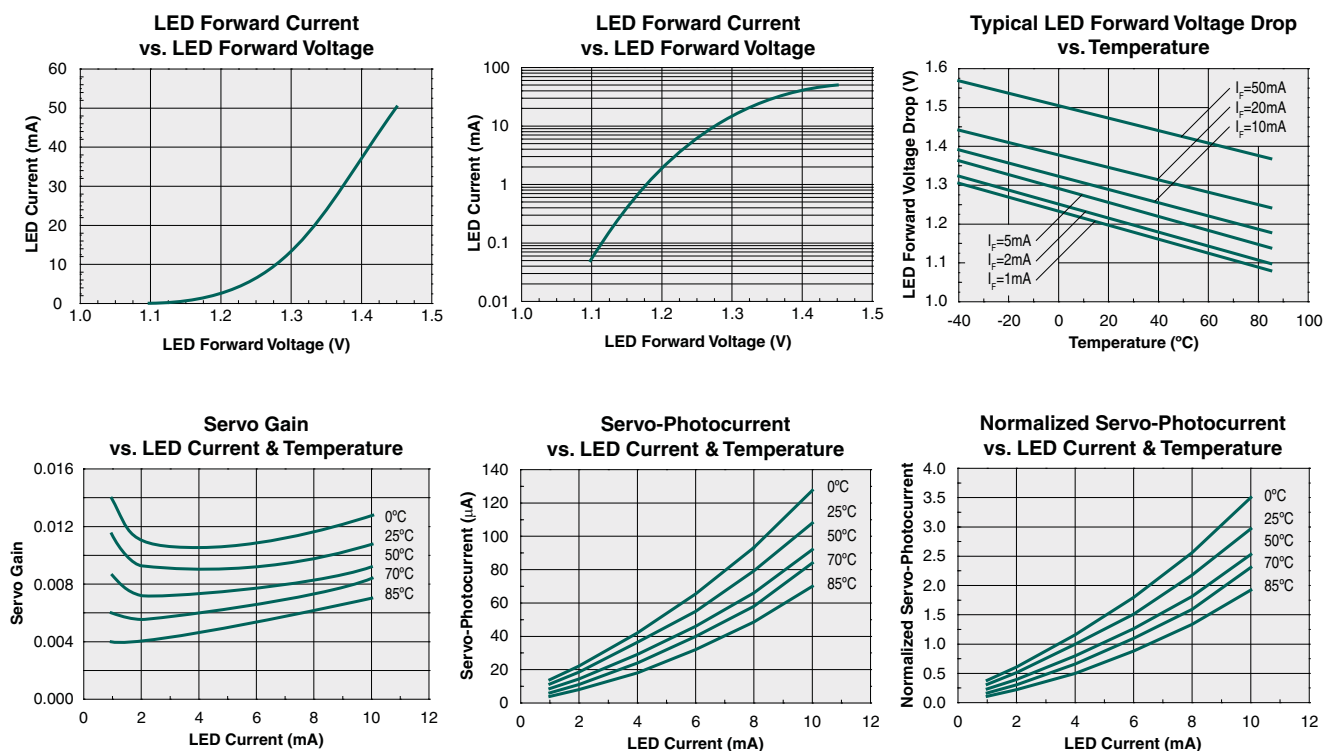 LED Forward Current
vs. LED Forward Voltage
LED Current (mA)
60
50
40
30
20
10
0
1.0 1.1 1.2 1.3 1.4 1.5
LED Forward Voltage (V)
LED Forward Current
vs. LED Forward Voltage
LED Current (mA)
100
10
1
0.1
0.01
1.0 1.1 1.2 1.3 1.4 1.5
LED Forward Voltage (V)
Typical LED Forward Voltage Drop
vs. Temperature
LED Forward Voltage Drop (V)
1.6
1.5
1.4
1.3
1.2
1.1
1.0
IF=50mA
IF=20mA
IF=10mA
IF=5mA
IF=2mA
IF=1mA
-40 -20 0 20 40 60 80 100
Temperature (ºC)
Servo Gain
vs. LED Current & Temperature
Servo Gain
0.016
0.012
0.008
0.004
0.000
0ºC
25ºC
50ºC
70ºC
85ºC
0 2 4 6 8 10 12
LED Current (mA)
Servo-Photocurrent
vs. LED Current & Temperature
Servo-Photocurrent (μA)
140
120
100
80
60
40
20
0
0ºC
25ºC
50ºC
70ºC
85ºC
0 2 4 6 8 10 12
LED Current (mA)
Normalized Servo-Photocurrent
vs. LED Current & Temperature
Normalized Servo-Photocurrent
4.0
3.5
3.0
2.5
2.0
1.5
1.0
0.5
0.0
0ºC
25ºC
50ºC
70ºC
85ºC
0 2 4 6 8 10 12
LED Current (mA)